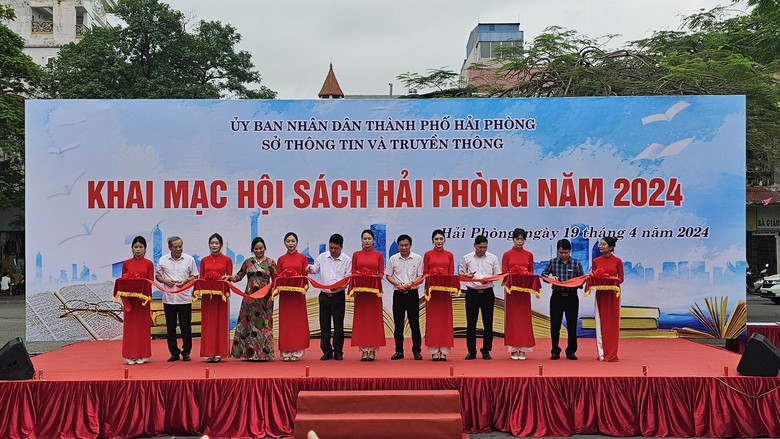 ỦY BAN NHÂN DÂN THÀNH PHỐ HẢI PHÒNG
SỞ THÔNG TIN VÀ TRUYỀN THÔNG
KHAI MẠC HỘI SÁCH HẢI PHÒNG NĂM 2024
Hải Phòng, ngày 19 tháng 4 năm 2024